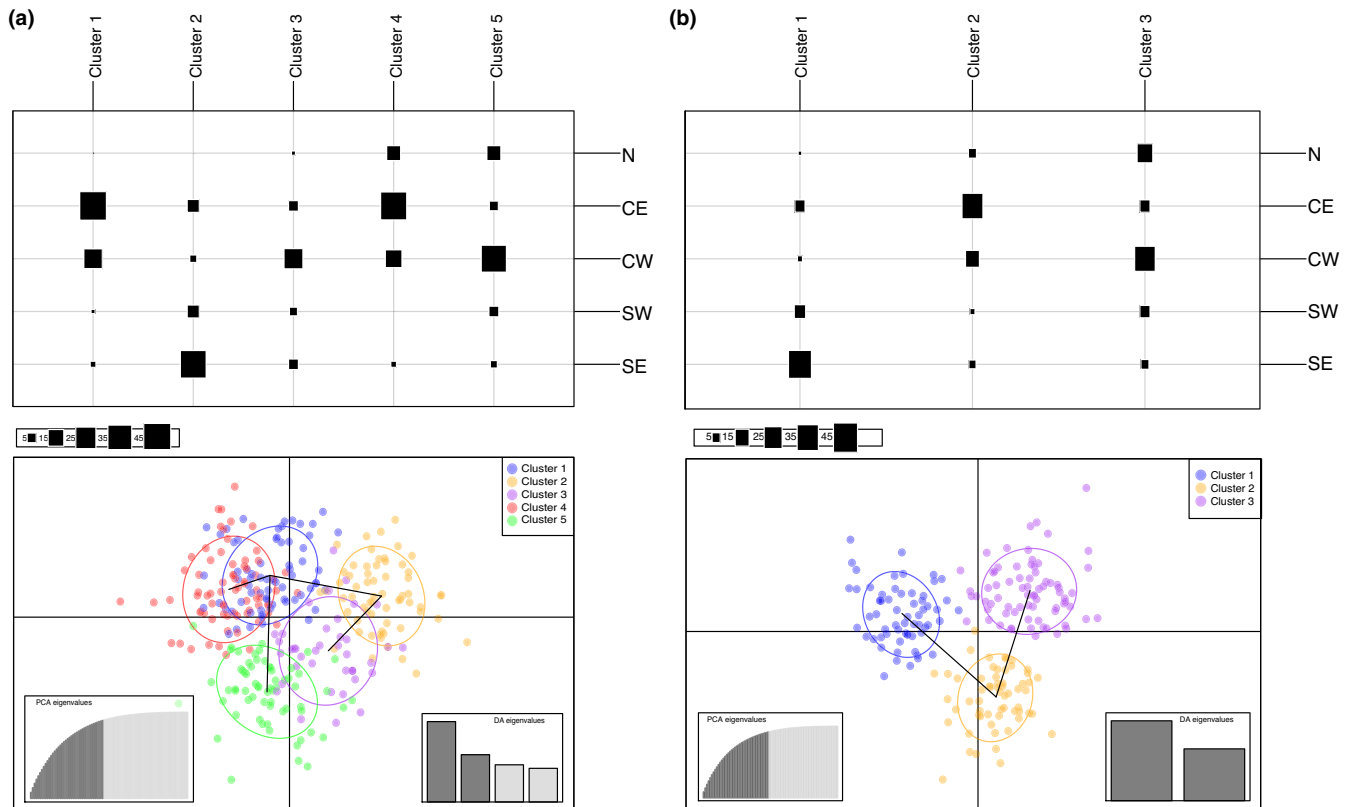 (a)
Cluster 1
Cluster 2
Cluster 3
Cluster 4
Cluster 5
N
CE
CW
SW
SE
5 15 25 35 45
Cluster 1
Cluster 2
Cluster 3
Cluster 4
Cluster 5
PCA eigenvalues
DA eigenvalues
(b)
Cluster 1
Cluster 2
Cluster 3
N
CE
CW
SW
SE
5 15 25 35 45
Cluster 1
Cluster 2
Cluster 3
PCA eigenvalues
DA eigenvalues